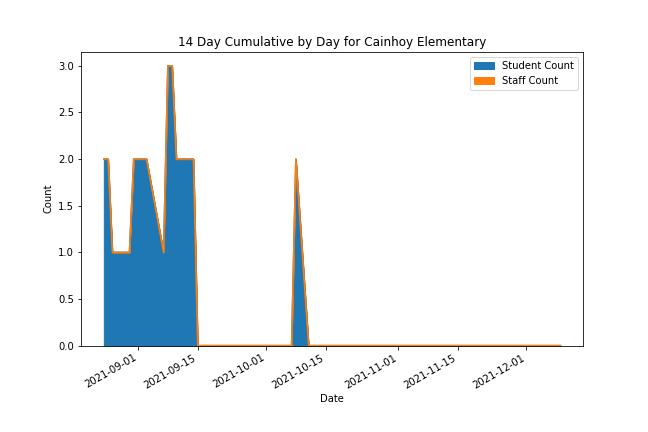 14 Day Cumulative by Day for Cainhoy Elementary
Student Count
Staff Count
3.0
2.5
2.0
1.5
1.0
0.5
0.0
Count
2021-09-01
2021-09-15
2021-10-01
2021-10-15
2021-11-01
2021-11-15
2021-12-01
Date